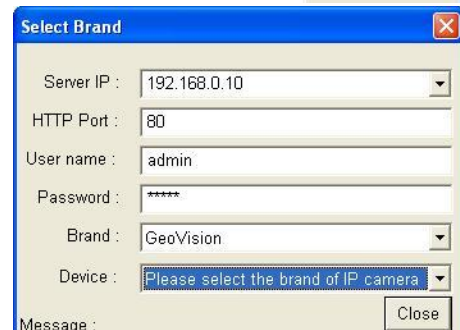 Select Brand
Server IP : 192.168.0.10
HTTP Port : 80
User name : admin
Password : *****
Brand : GeoVision
Device : Please select the brand of IP camera
Close
Message :